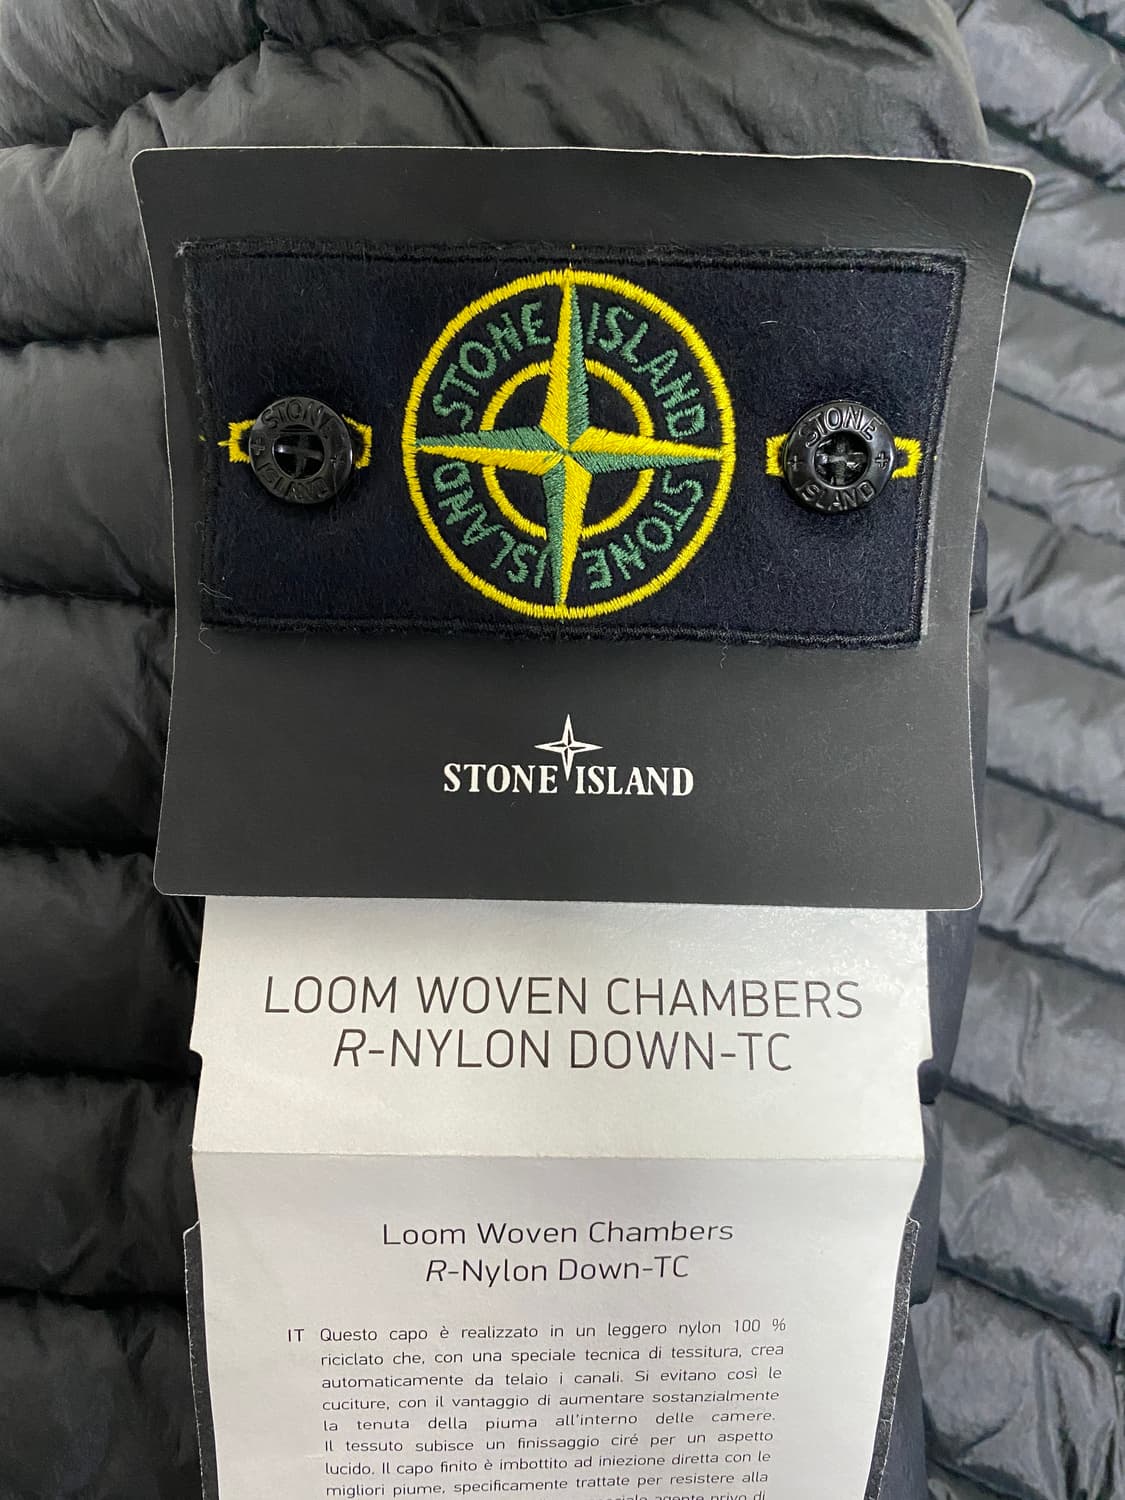 STONE ISLAND
STONE ISLAND
STONE
ISLAND
STONE
ISLAND
STONE ISLAND
LOOM WOVEN CHAMBERS
R-NYLON DOWN-TC
Loom Woven Chambers
R-Nylon Down-TC
IT Questo capo è realizzato in un leggero nylon 100 %
riciclato che, con una speciale tecnica di tessitura, crea
automaticamente da telaio i canali. Si evitano così le
cuciture, con il vantaggio di aumentare sostanzialmente
la tenuta della piuma all'interno delle camere.
Il tessuto subisce un finissaggio ciré per un aspetto
lucido. Il capo finito è imbottito ad iniezione diretta con le
migliori piume, specificamente trattate per resistere alla
agente privo di